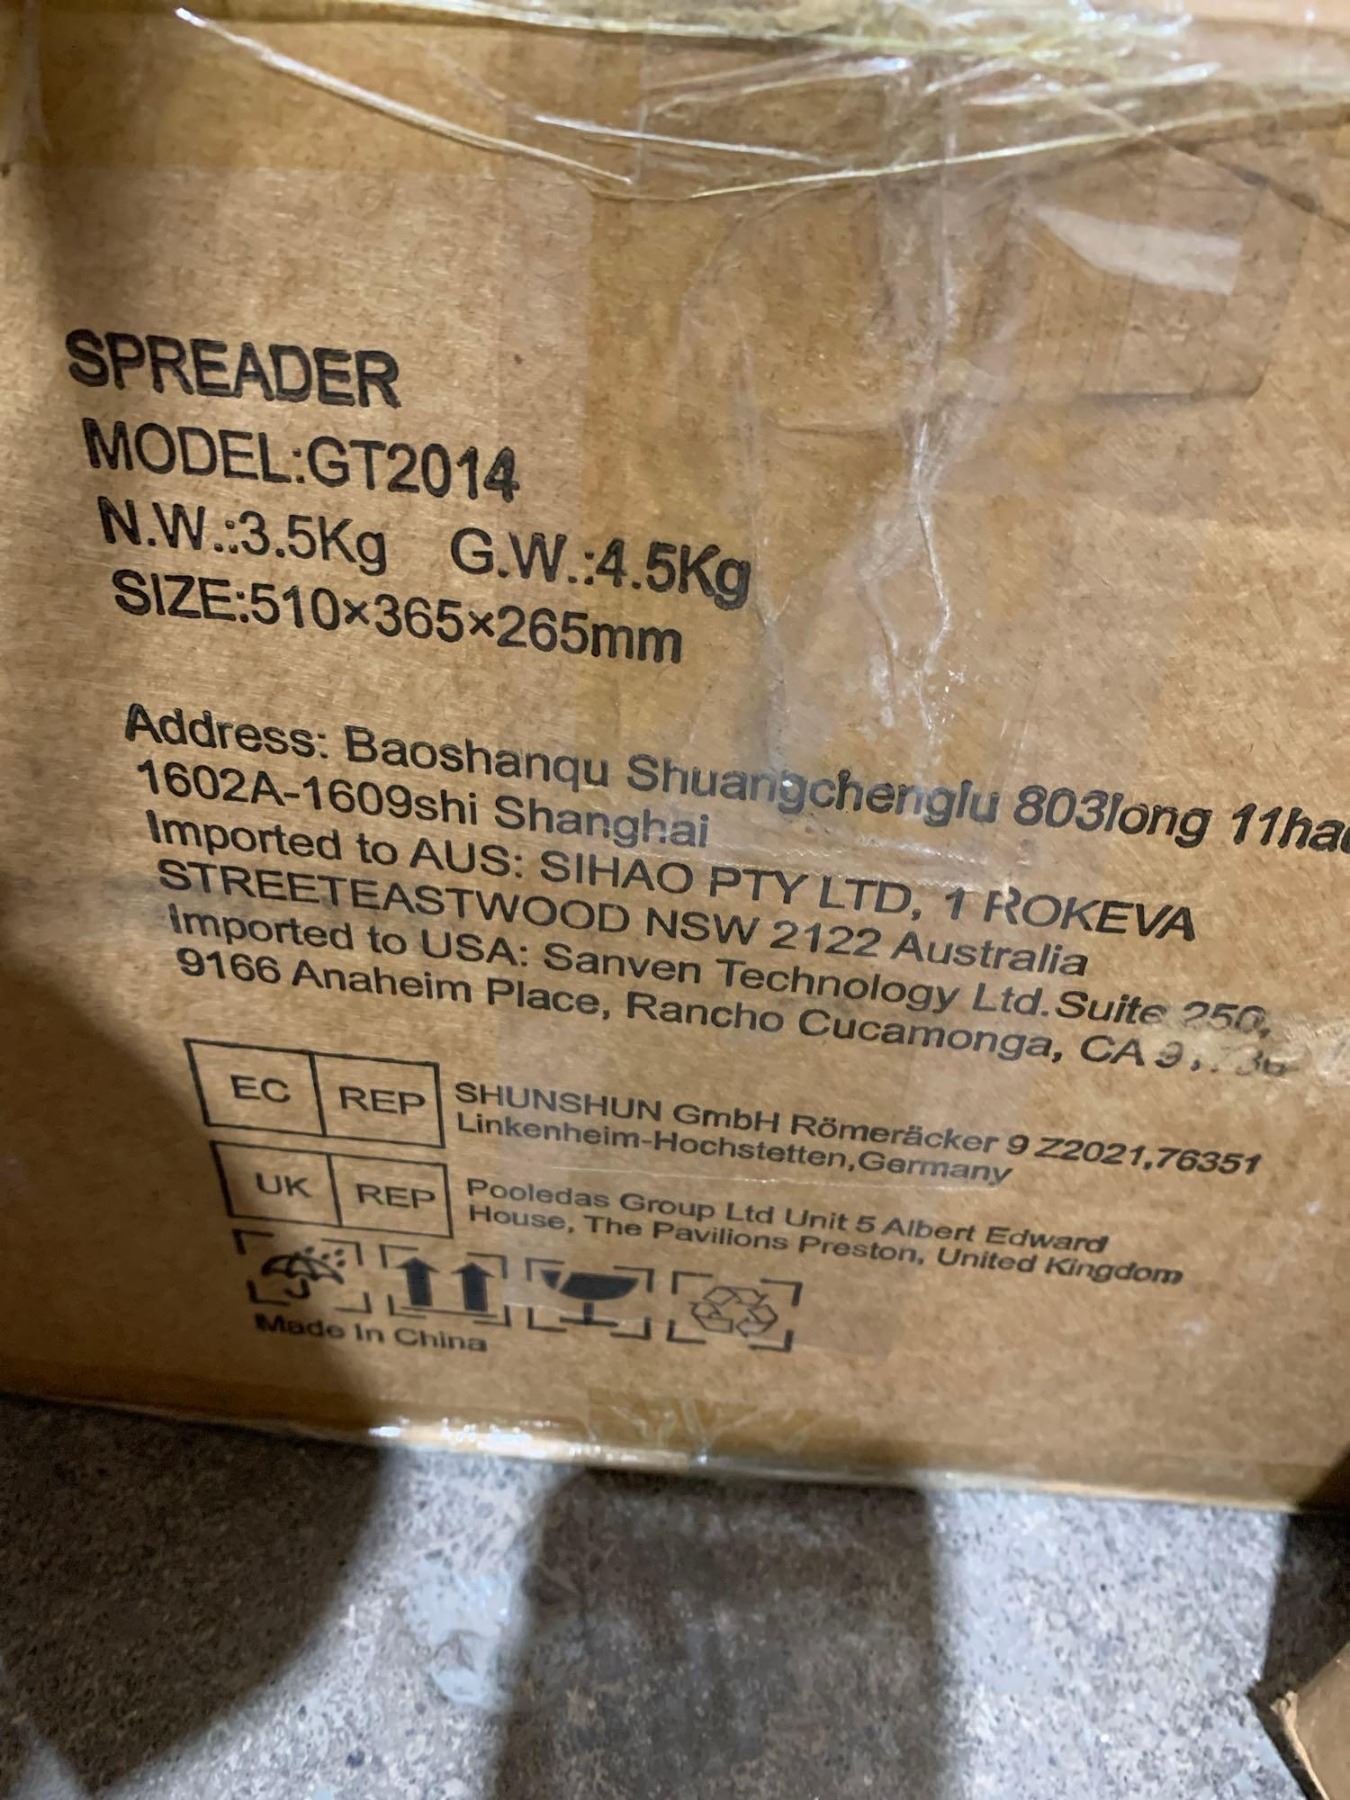 SPREADER
MODEL:GT2014
N.W.:3.5Kg G.W.:4.5Kg
SIZE:510×365×265mm
Address: Baoshanqu Shuangchenglu 803long
1602A-1609shi Shanghai
Imported to AUS: SIHAO PTY LTD, 1 ROKEVA
STREETEASTWOOD NSW 2122 Australia
Imported to USA: Sanven Technology Ltd.Suite 250,
9166 Anaheim Place, Rancho Cucamonga, CA
EC REP SHUNSHUN GmbH Römeräcker 9 Z2021,76351
Linkenheim-Hochstetten,Germany
UK REP Pooledas Group Ltd Unit 5 Albert Edward
House, The Pavilions Preston, United Kingdom
Made In China